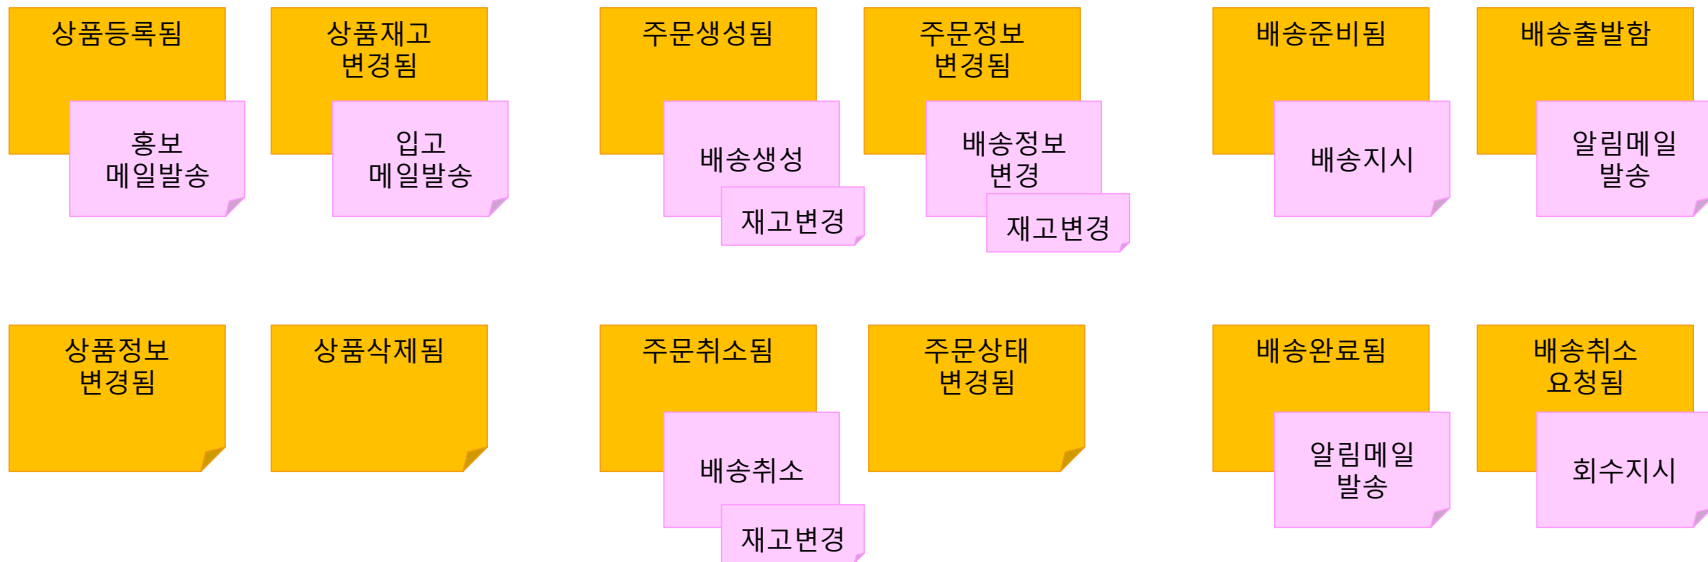 상품등록됨
홍보
메일발송
상품재고
변경됨
입고
메일발송
주문생성됨
배송생성
재고변경
주문정보
변경됨
배송정보
변경
재고변경
배송준비됨
배송지시
배송출발함
알림메일
발송
상품정보
변경됨
상품삭제됨
주문취소됨
배송취소
재고변경
주문상태
변경됨
배송완료됨
알림메일
발송
배송취소
요청됨
회수지시